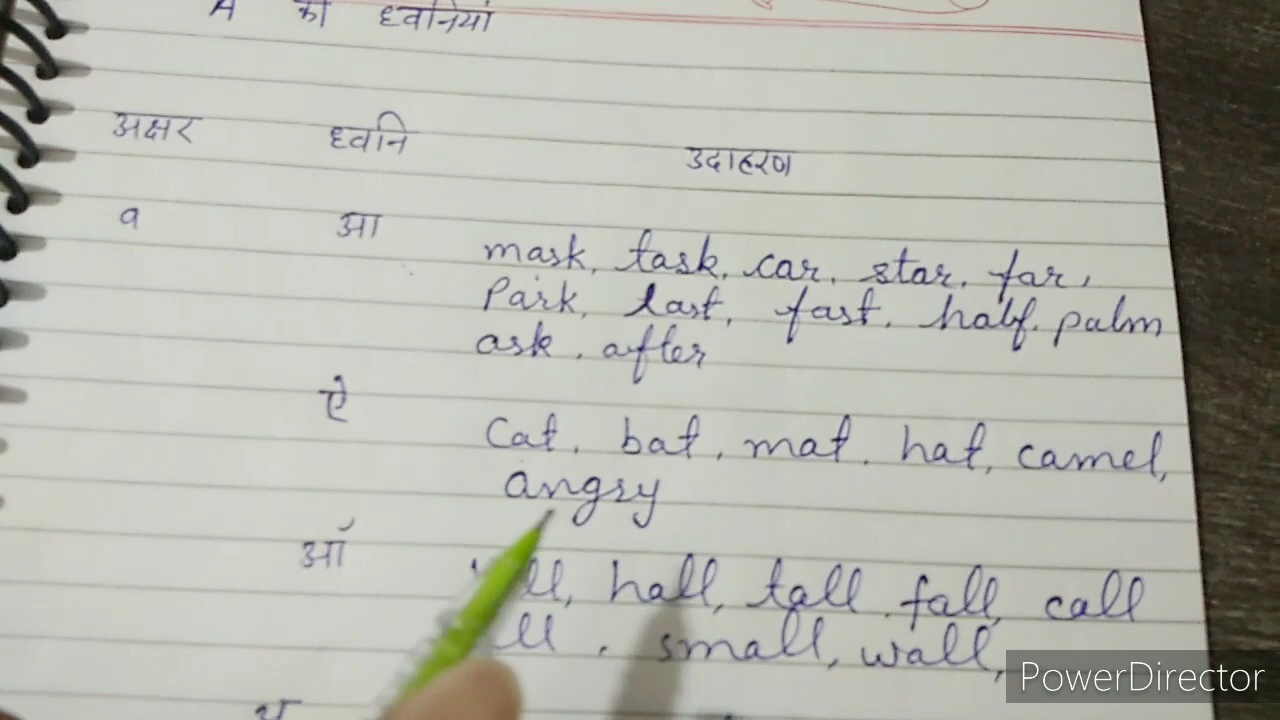 A की ध्वनियां
अक्षर ध्वनि उदाहरण
a आ mask, task, car, star, far,
Park, last, fast, half, palm
ask, after
ऐ Cat, bat, mat, hat, camel,
angry
ऑ hall, tall, fall, call
small, wall,
PowerDirector